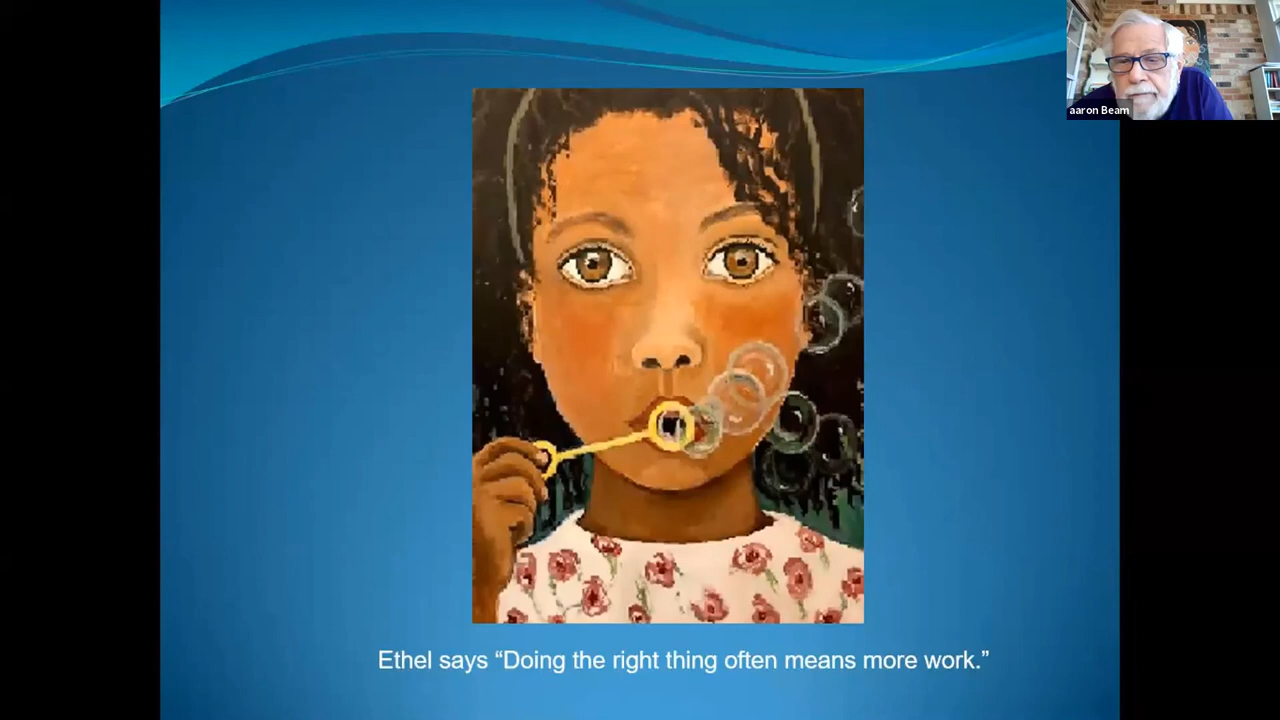 aaron Beam
Ethel says “Doing the right thing often means more work.”